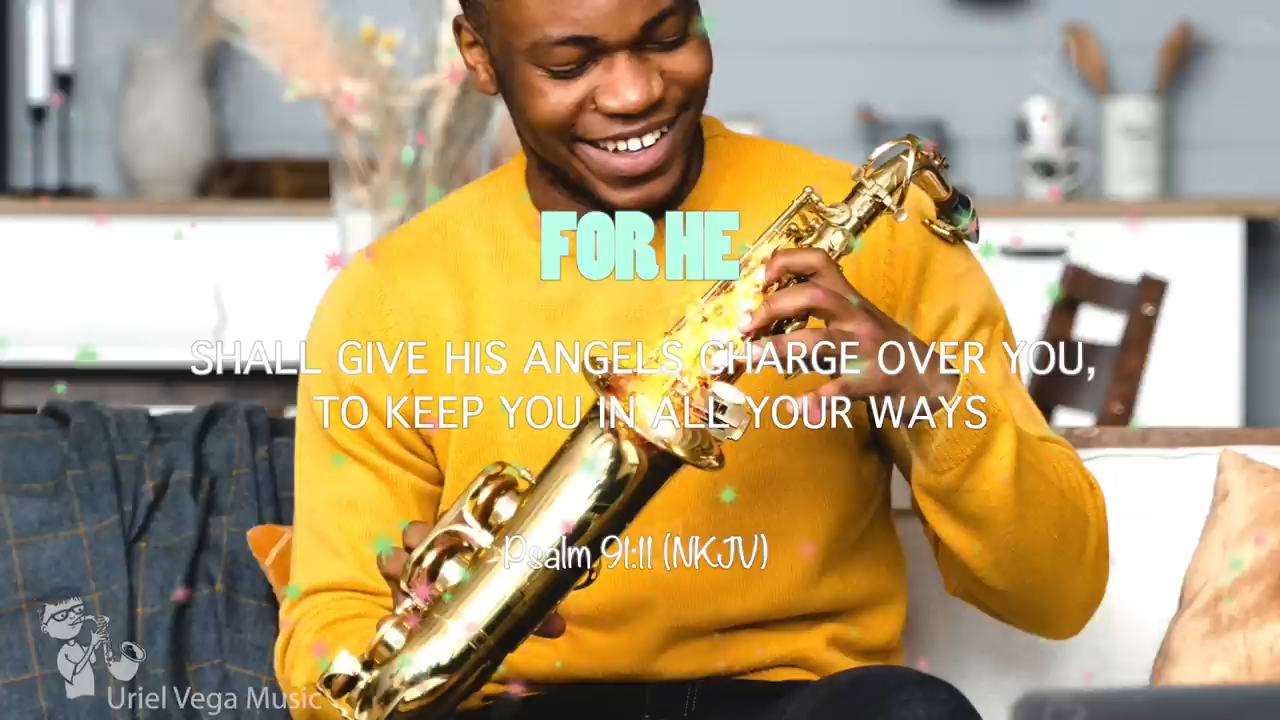 FOR HE
SHALL GIVE HIS ANGELS CHARGE OVER YOU,
TO KEEP YOU IN ALL YOUR WAYS
Psalm 91:11 (NKJV)
Uriel Vega Music